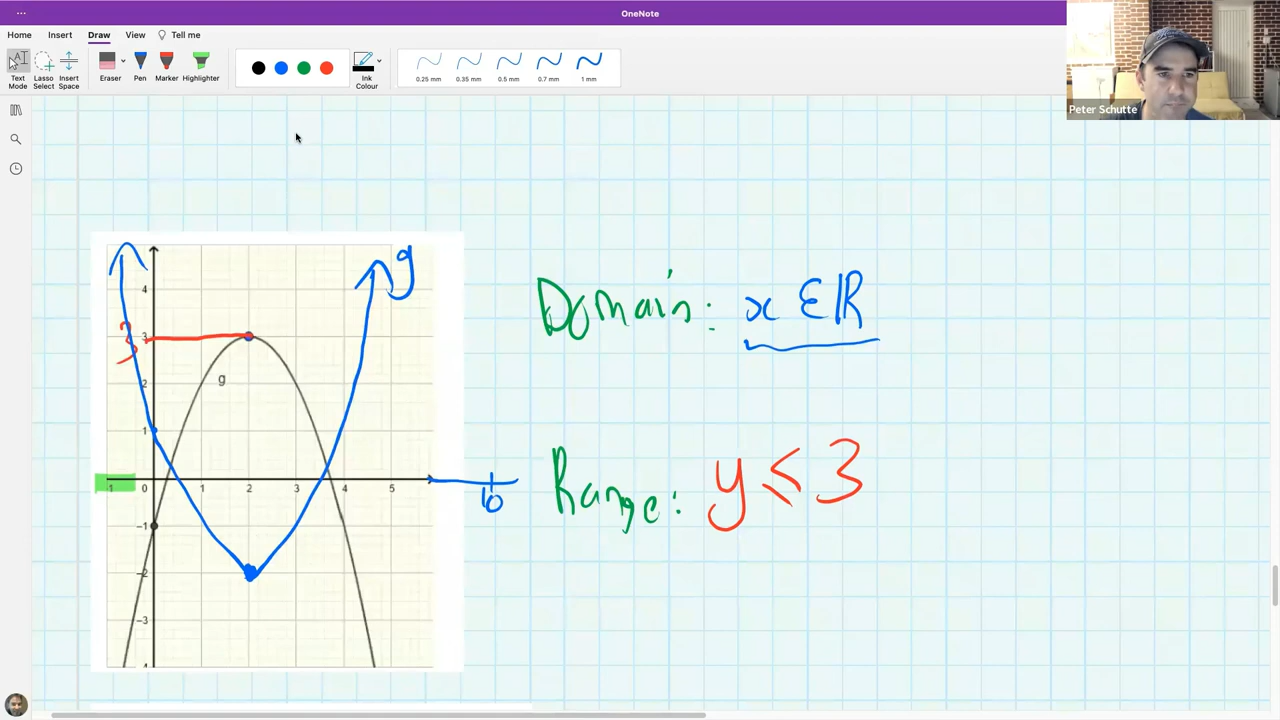 OneNote
Home Insert Draw View Tell me
Text Mode
Lasso Select
Insert Space
Eraser
Pen
Marker
Highlighter
Ink Colour
0.25 mm 0.35 mm 0.5 mm 0.7 mm 1 mm
Peter Schutte
g
4
3 3
g
2
1
1 0 1 2 4 5
10
-1
-2
-3
4
Domain: x ∈ ℝ
Range: y ≤ 3